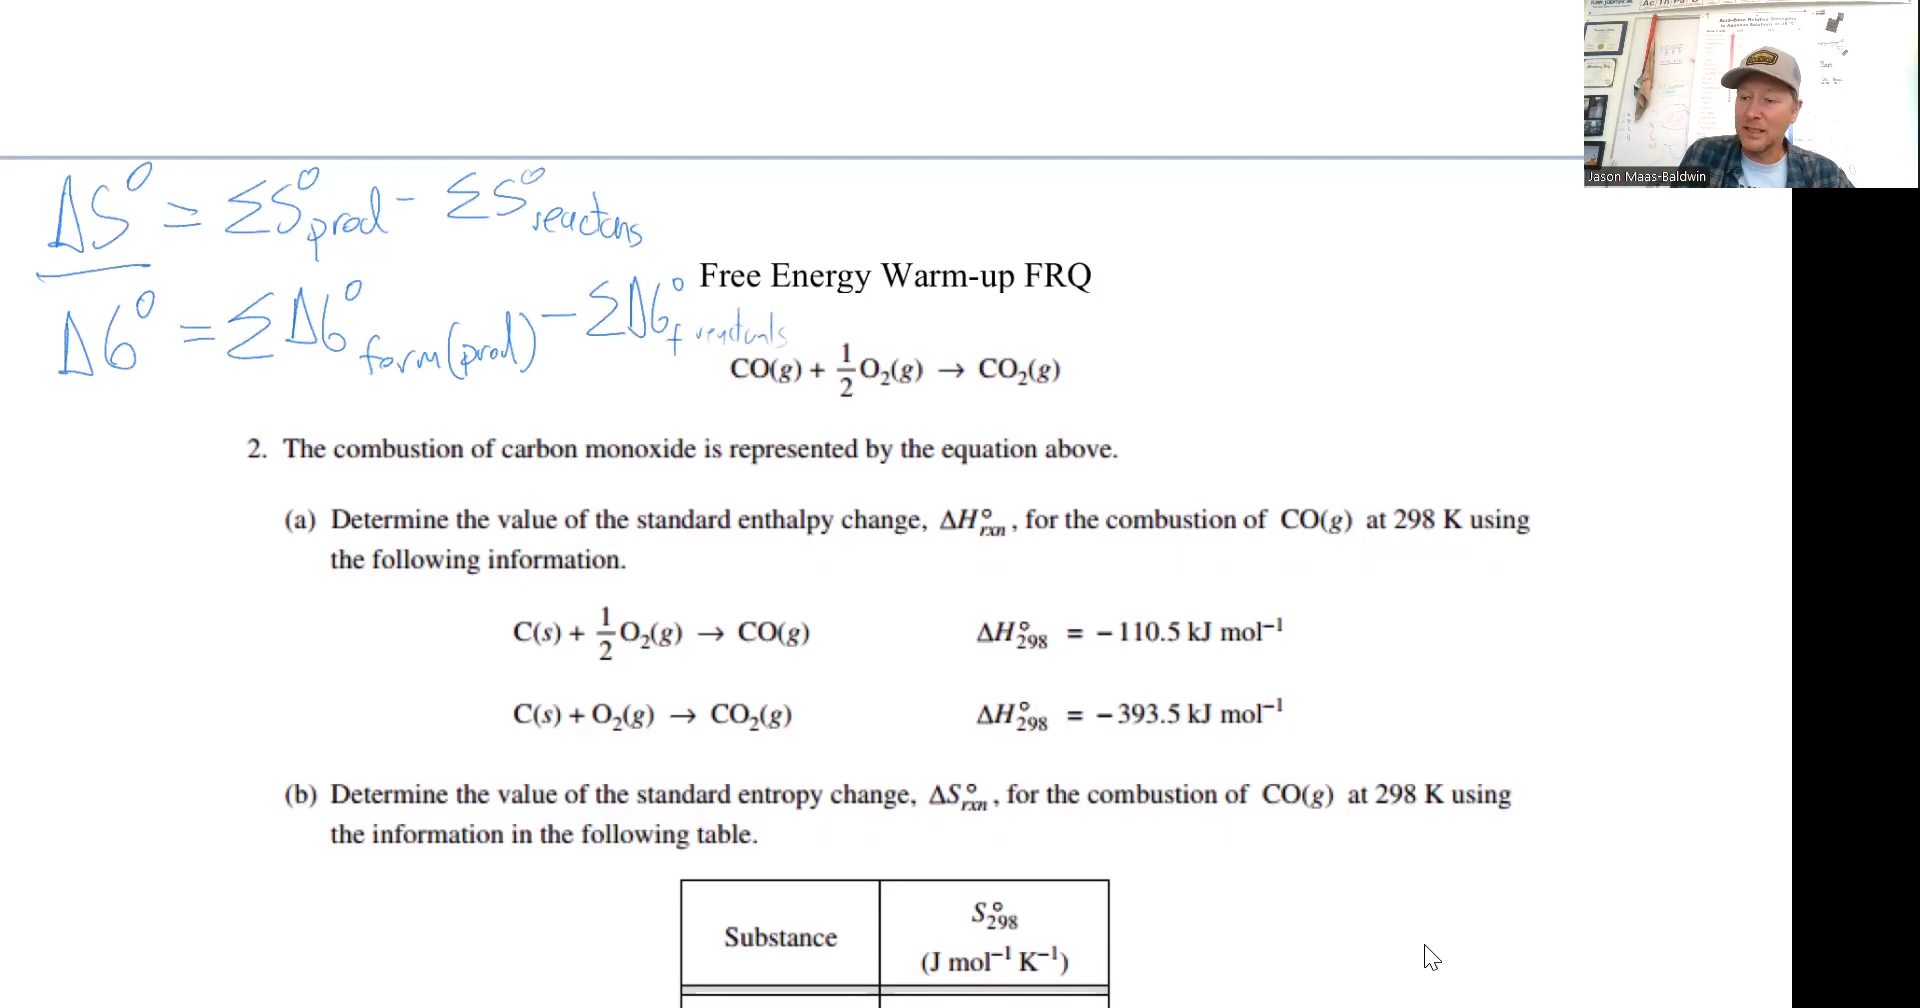 Jason Maas-Baldwin
ΔS° = ΣS°prod - ΣS°reactans
ΔG° = ΣΔG°form(prod) - ΣΔG°f reactants
Free Energy Warm-up FRQ
CO(g) + 1/2 O₂(g) → CO₂(g)
2. The combustion of carbon monoxide is represented by the equation above.
(a) Determine the value of the standard enthalpy change, ΔH°rxn, for the combustion of CO(g) at 298 K using
the following information.
C(s) + 1/2 O₂(g) → CO(g) ΔH°298 = −110.5 kJ mol⁻¹
C(s) + O₂(g) → CO₂(g) ΔH°298 = −393.5 kJ mol⁻¹
(b) Determine the value of the standard entropy change, ΔS°rxn, for the combustion of CO(g) at 298 K using
the information in the following table.
Substance S°298
(J mol⁻¹ K⁻¹)